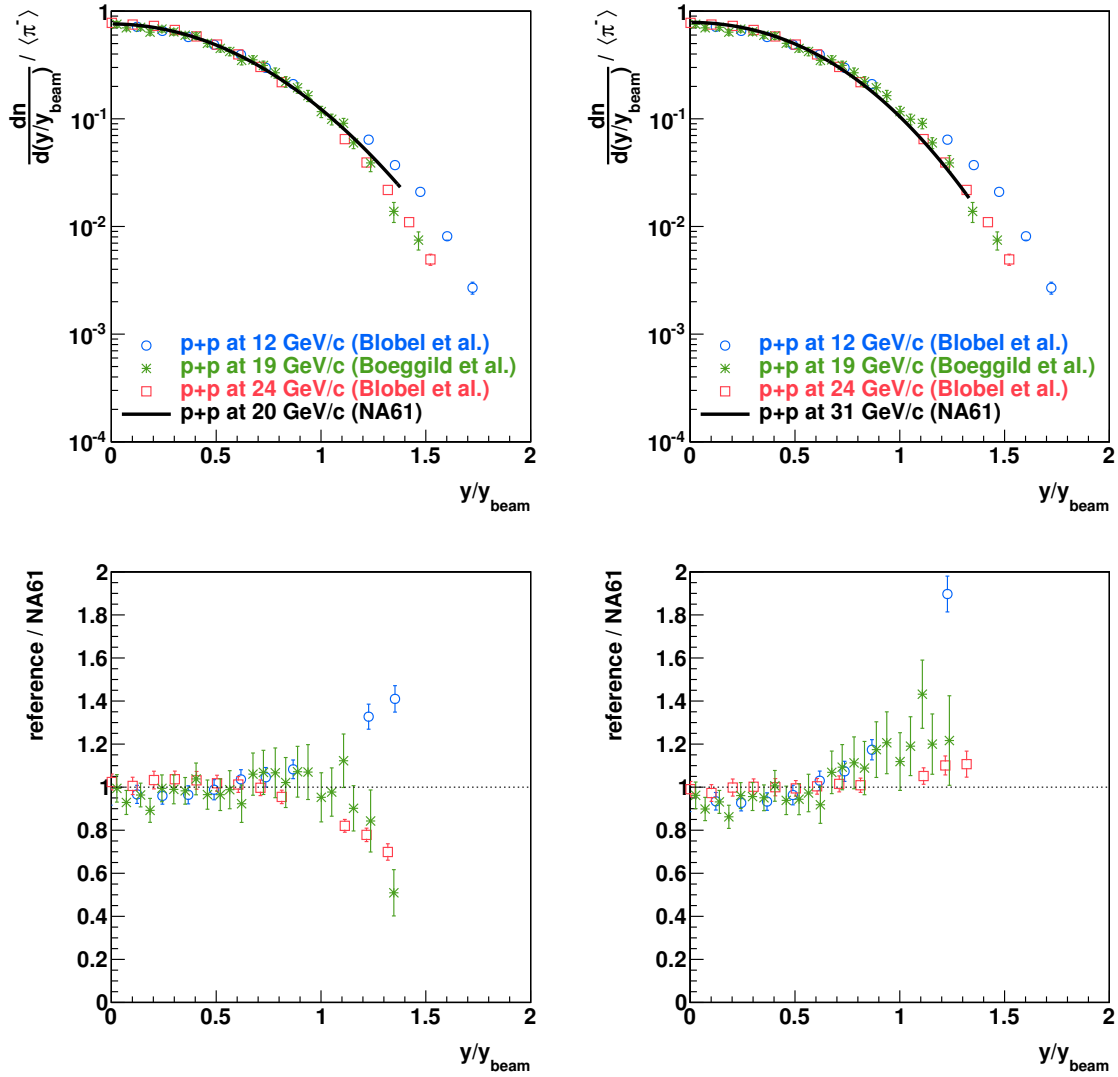 dn
d(y/y_beam) / ⟨π⁻⟩
1
10⁻¹
10⁻²
10⁻³
10⁻⁴
p+p at 12 GeV/c (Blobel et al.)
p+p at 19 GeV/c (Boeggild et al.)
p+p at 24 GeV/c (Blobel et al.)
p+p at 20 GeV/c (NA61)
0 0.5 1 1.5 2
y/y_beam
dn
d(y/y_beam) / ⟨π⁻⟩
1
10⁻¹
10⁻²
10⁻³
10⁻⁴
p+p at 12 GeV/c (Blobel et al.)
p+p at 19 GeV/c (Boeggild et al.)
p+p at 24 GeV/c (Blobel et al.)
p+p at 31 GeV/c (NA61)
0 0.5 1 1.5 2
y/y_beam
reference / NA61
2
1.8
1.6
1.4
1.2
1
0.8
0.6
0.4
0.2
0
0 0.5 1 1.5 2
y/y_beam
reference / NA61
2
1.8
1.6
1.4
1.2
1
0.8
0.6
0.4
0.2
0
0 0.5 1 1.5 2
y/y_beam